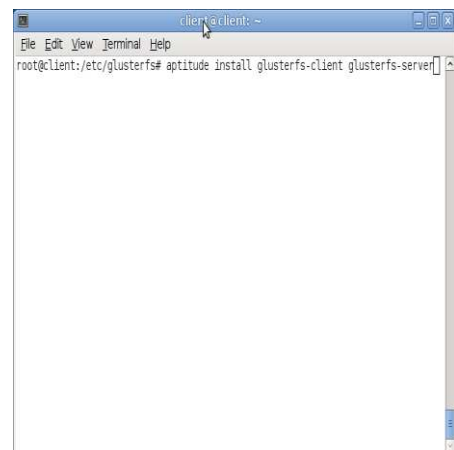 client@client: ~
File Edit View Terminal Help
root@client:/etc/glusterfs# aptitude install glusterfs-client glusterfs-server